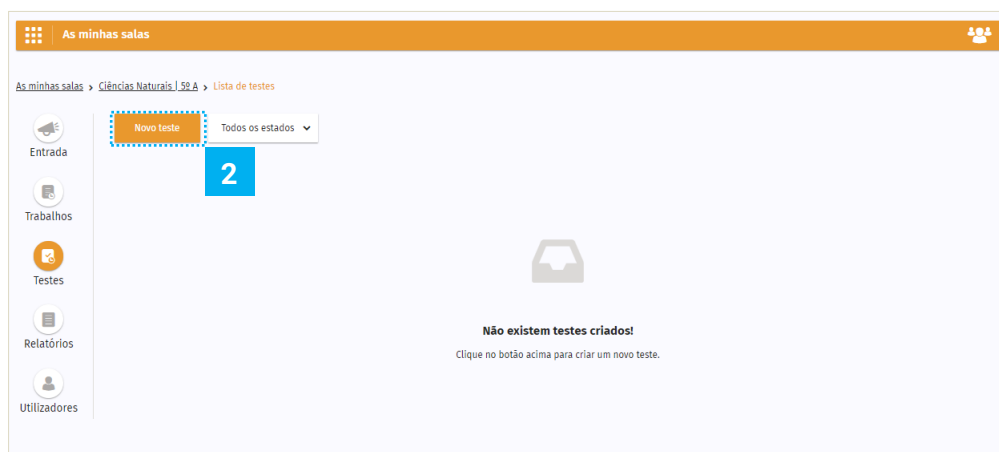 As minhas salas
As minhas salas > Ciências Naturais | 5º A > Lista de testes
Novo teste
Todos os estados
2
Entrada
Trabalhos
Testes
Relatórios
Utilizadores
Não existem testes criados!
Clique no botão acima para criar um novo teste.